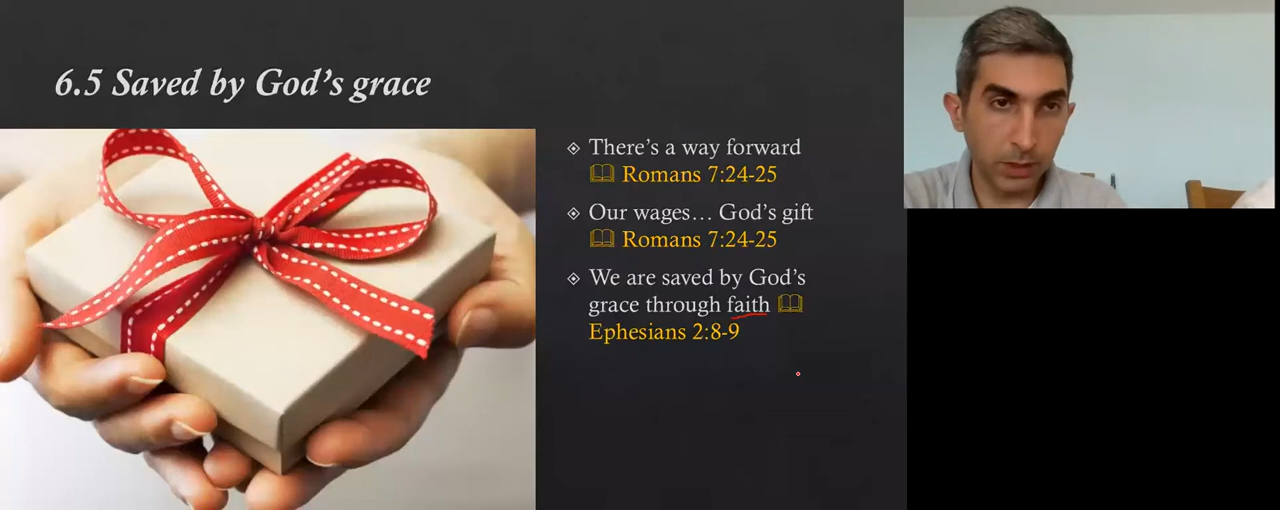 6.5 Saved by God's grace
There's a way forward
Romans 7:24-25
Our wages... God's gift
Romans 7:24-25
We are saved by God's
grace through faith
Ephesians 2:8-9